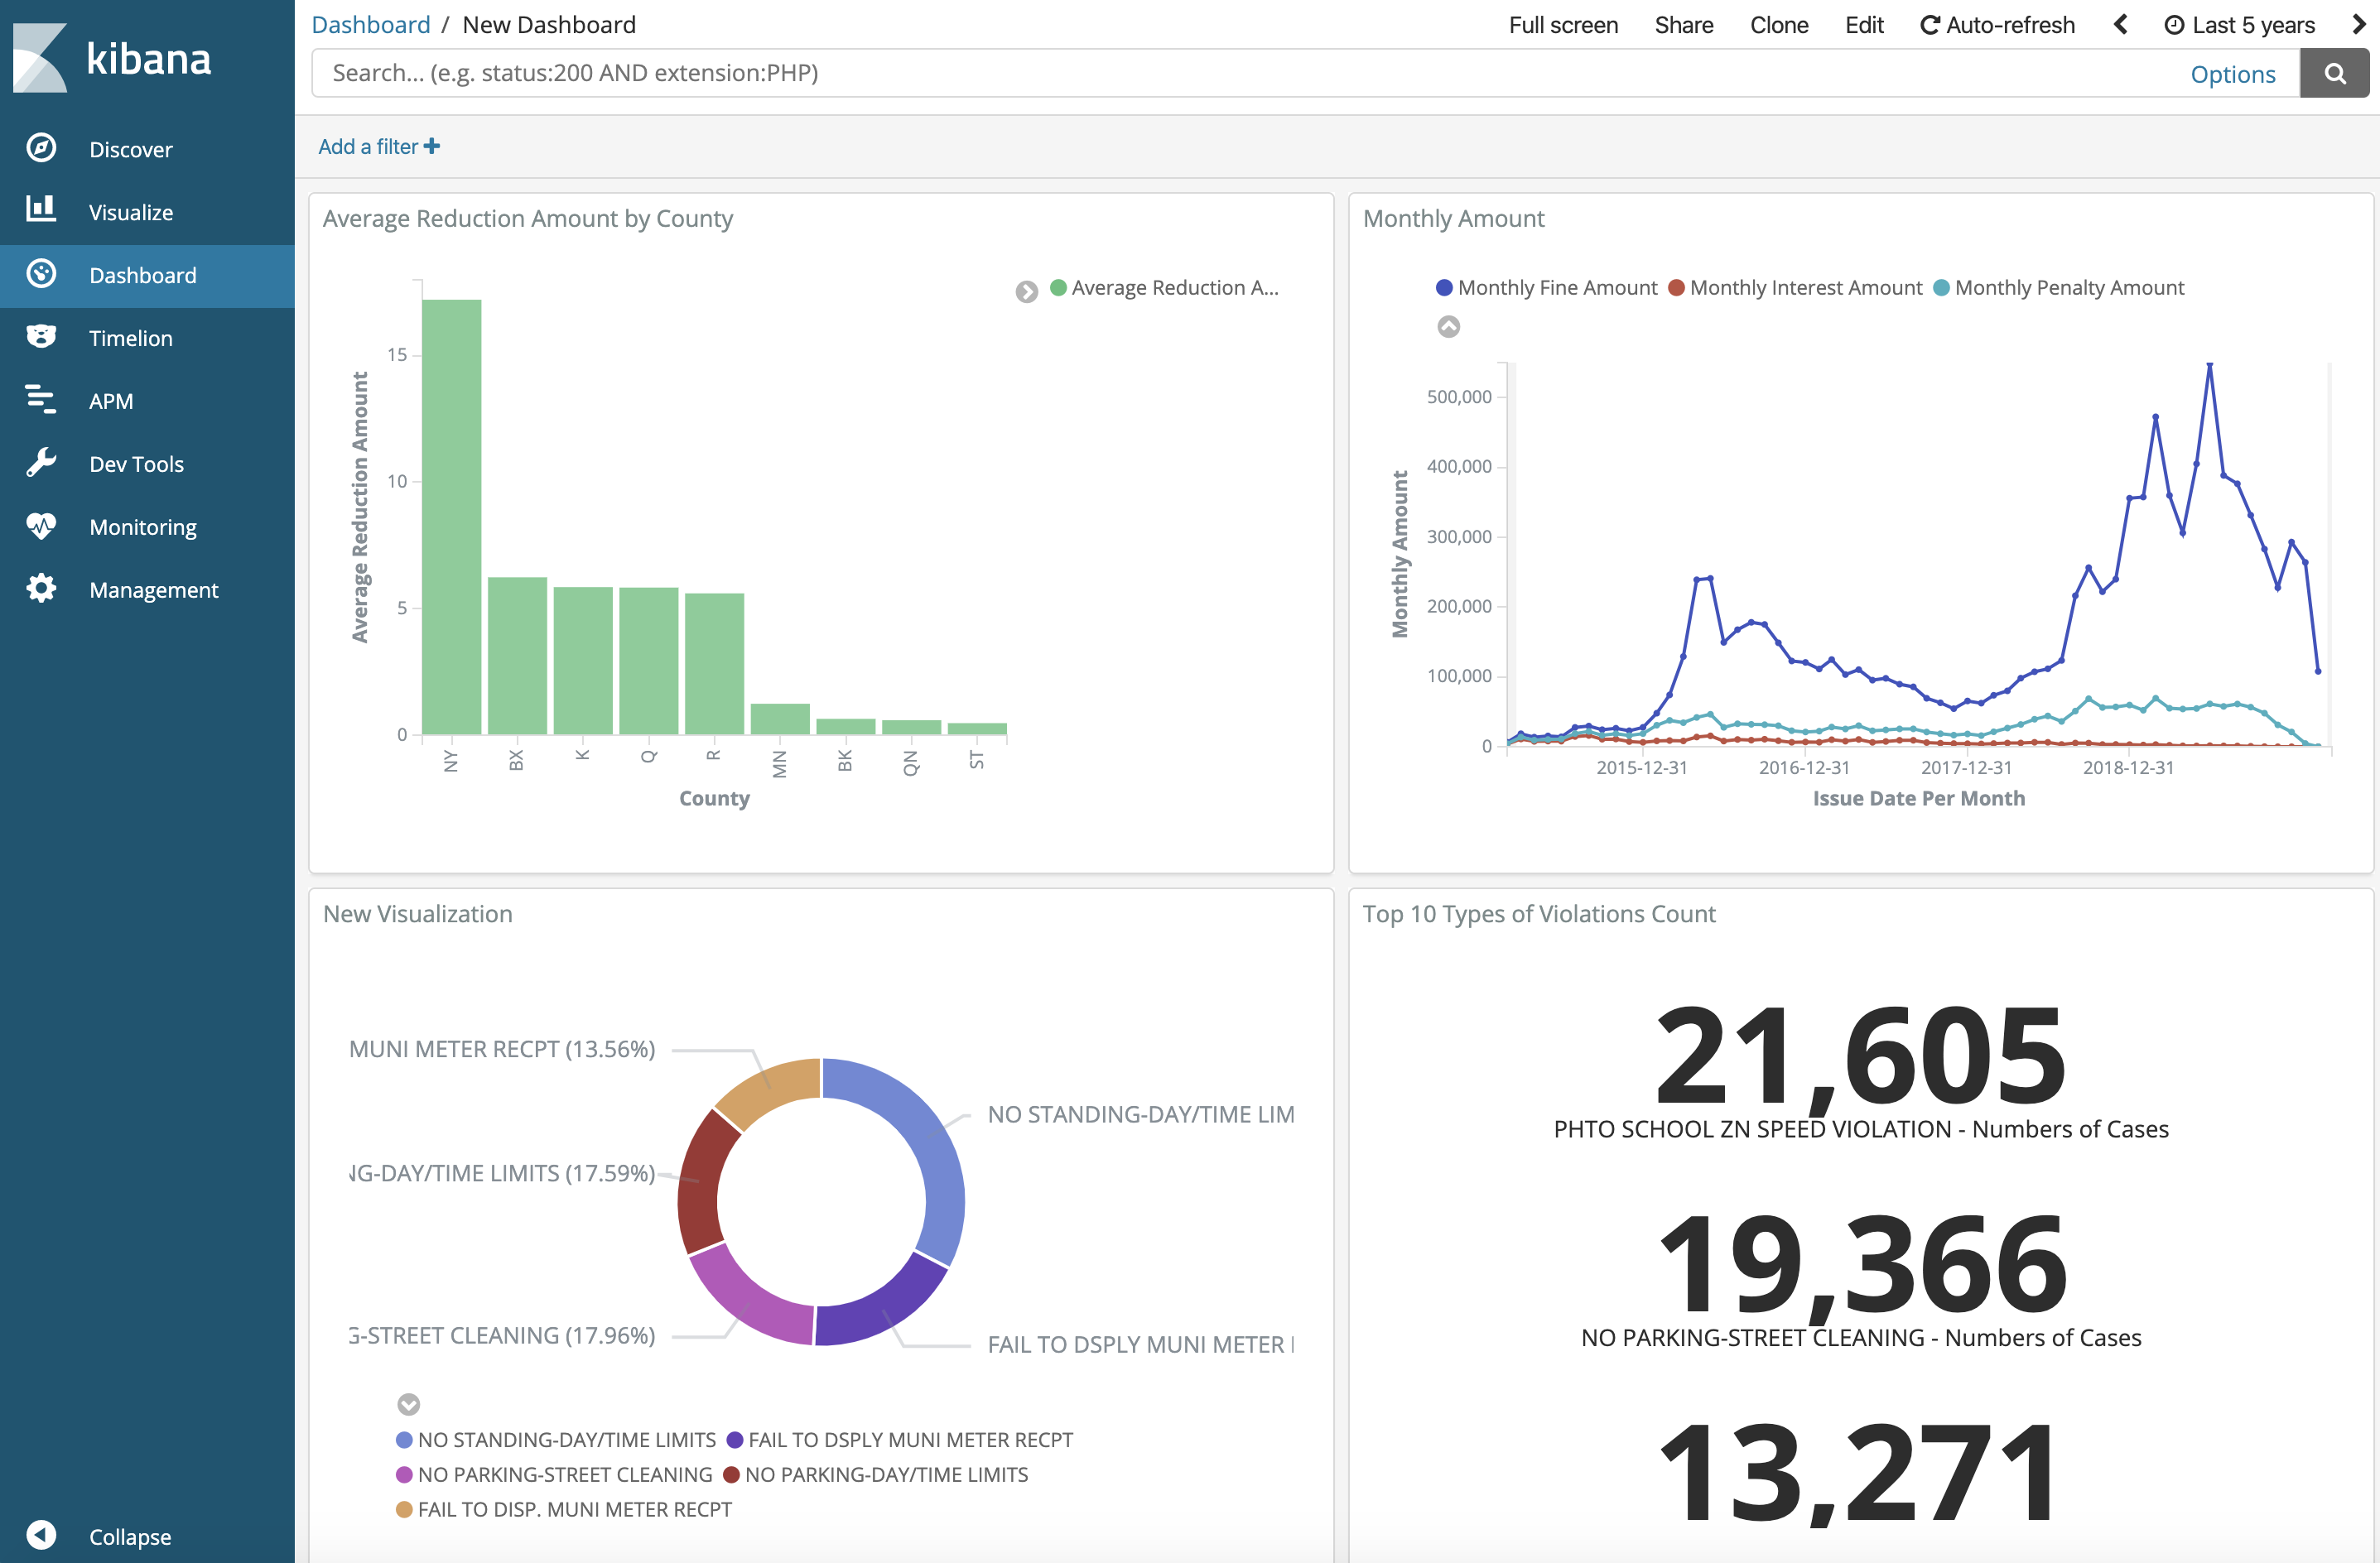 kibana
Discover
Visualize
Dashboard
Timelion
APM
Dev Tools
Monitoring
Management
Collapse
Dashboard / New Dashboard
Full screen Share Clone Edit Auto-refresh Last 5 years
Search... (e.g. status:200 AND extension:PHP) Options
Add a filter
Average Reduction Amount by County
Average Reduction A...
Average Reduction Amount
15
10
5
0
NY BX K Q R MN BK QN ST
County
Monthly Amount
Monthly Fine Amount Monthly Interest Amount Monthly Penalty Amount
Monthly Amount
500,000
400,000
300,000
200,000
100,000
0
2015-12-31 2016-12-31 2017-12-31 2018-12-31
Issue Date Per Month
New Visualization
MUNI METER RECPT (13.56%)
NO STANDING-DAY/TIME LIM
NG-DAY/TIME LIMITS (17.59%)
G-STREET CLEANING (17.96%)
FAIL TO DSPLY MUNI METER
NO STANDING-DAY/TIME LIMITS FAIL TO DSPLY MUNI METER RECPT
NO PARKING-STREET CLEANING NO PARKING-DAY/TIME LIMITS
FAIL TO DISP. MUNI METER RECPT
Top 10 Types of Violations Count
21,605
PHTO SCHOOL ZN SPEED VIOLATION - Numbers of Cases
19,366
NO PARKING-STREET CLEANING - Numbers of Cases
13,271